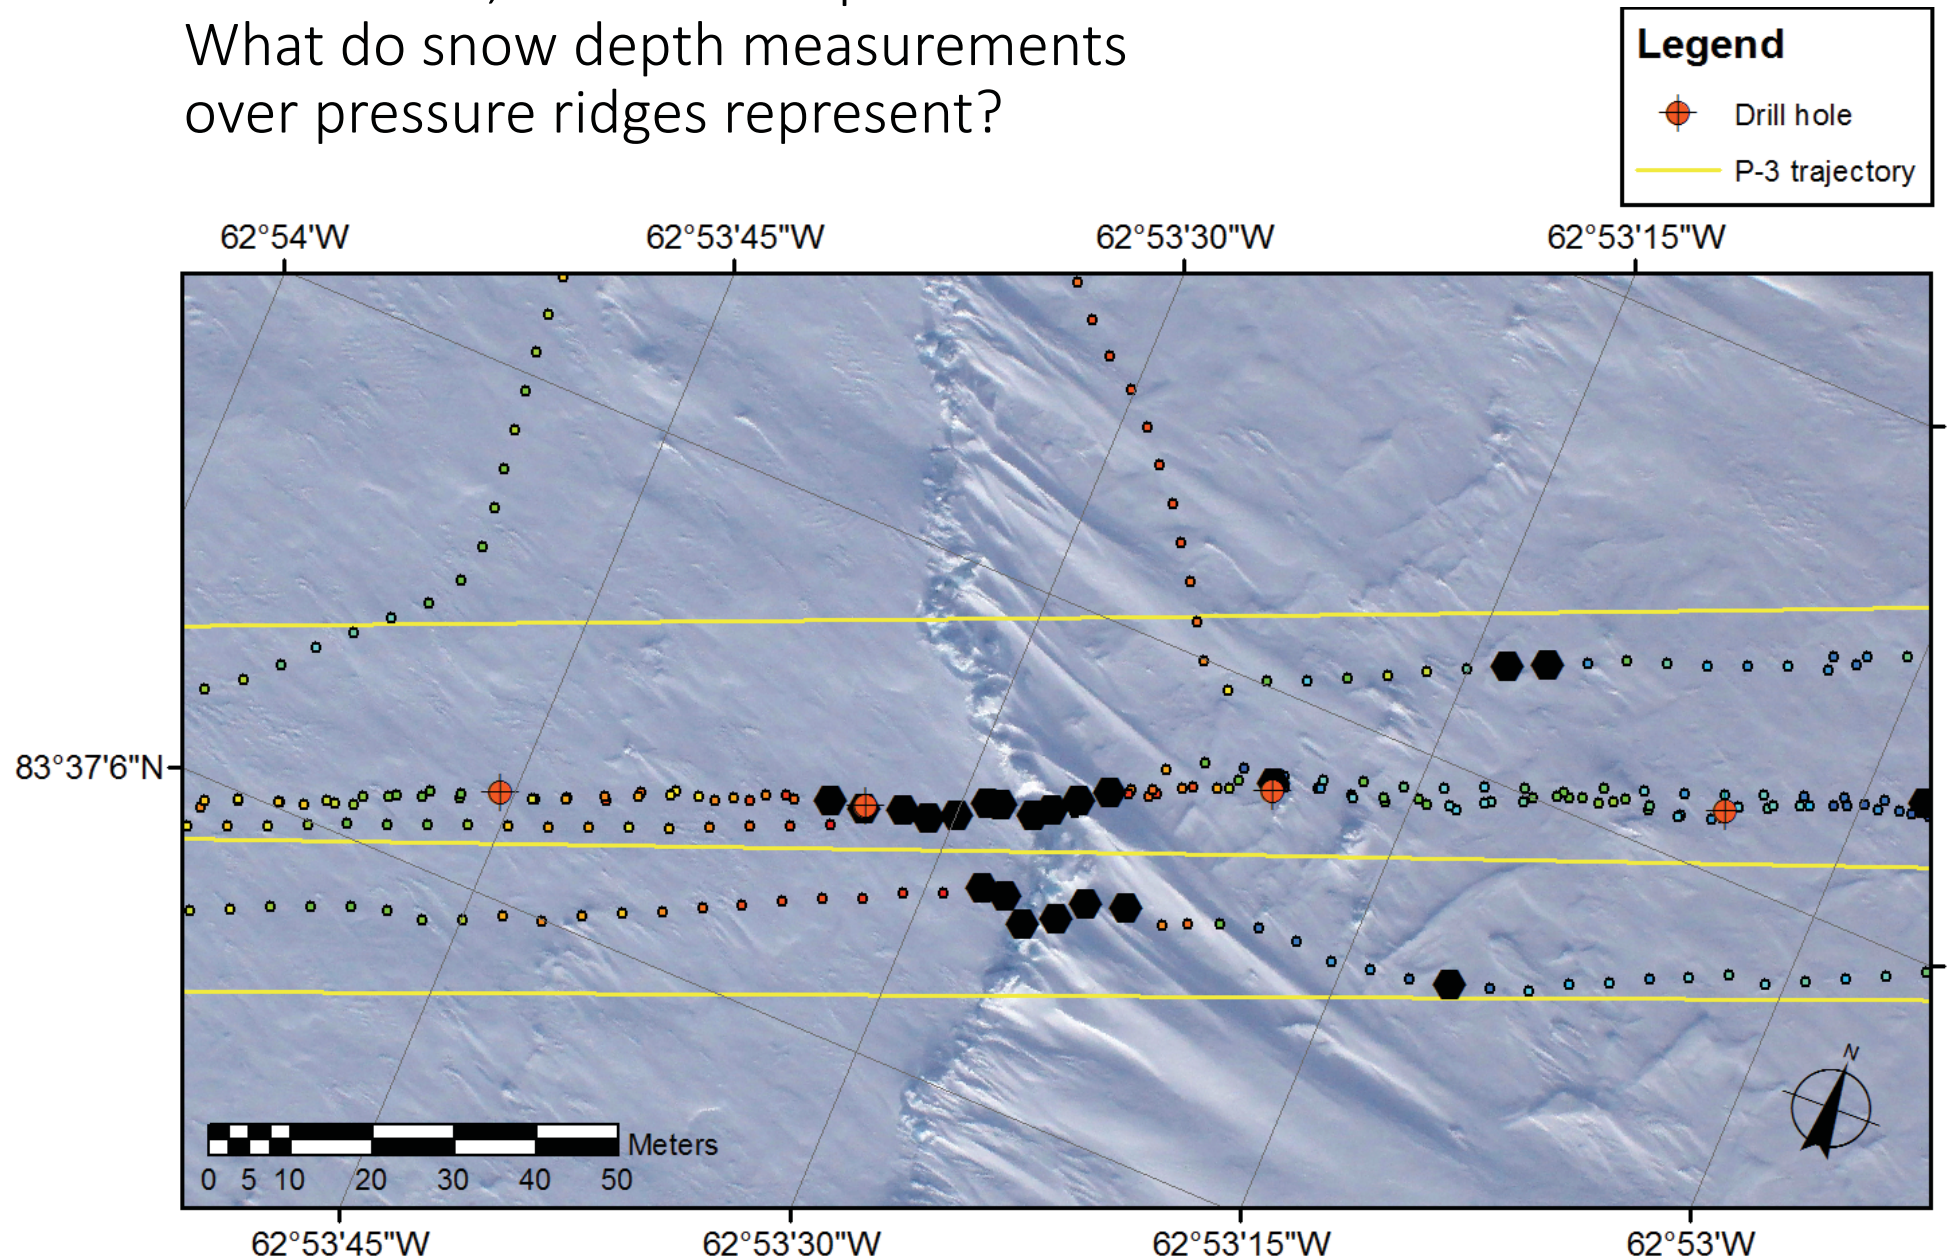 What do snow depth measurements
over pressure ridges represent?
Legend
Drill hole
P-3 trajectory
62°54'W
62°53'45"W
62°53'30"W
62°53'15"W
83°37'6"N
N
Meters
0 5 10 20 30 40 50
62°53'45"W
62°53'30"W
62°53'15"W
62°53'W